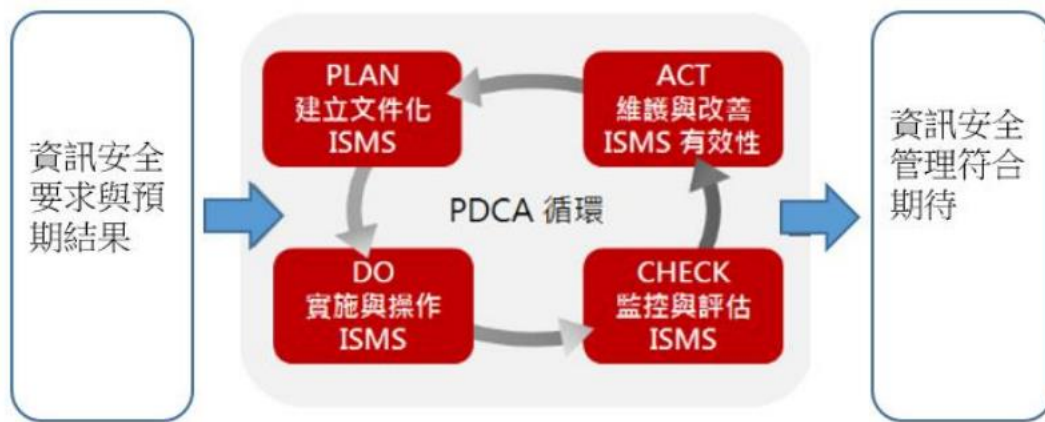 資訊安全
要求與預
期結果
PLAN
建立文件化
ISMS
ACT
維護與改善
ISMS 有效性
PDCA 循環
DO
實施與操作
ISMS
CHECK
監控與評估
ISMS
資訊安全
管理符合
期待